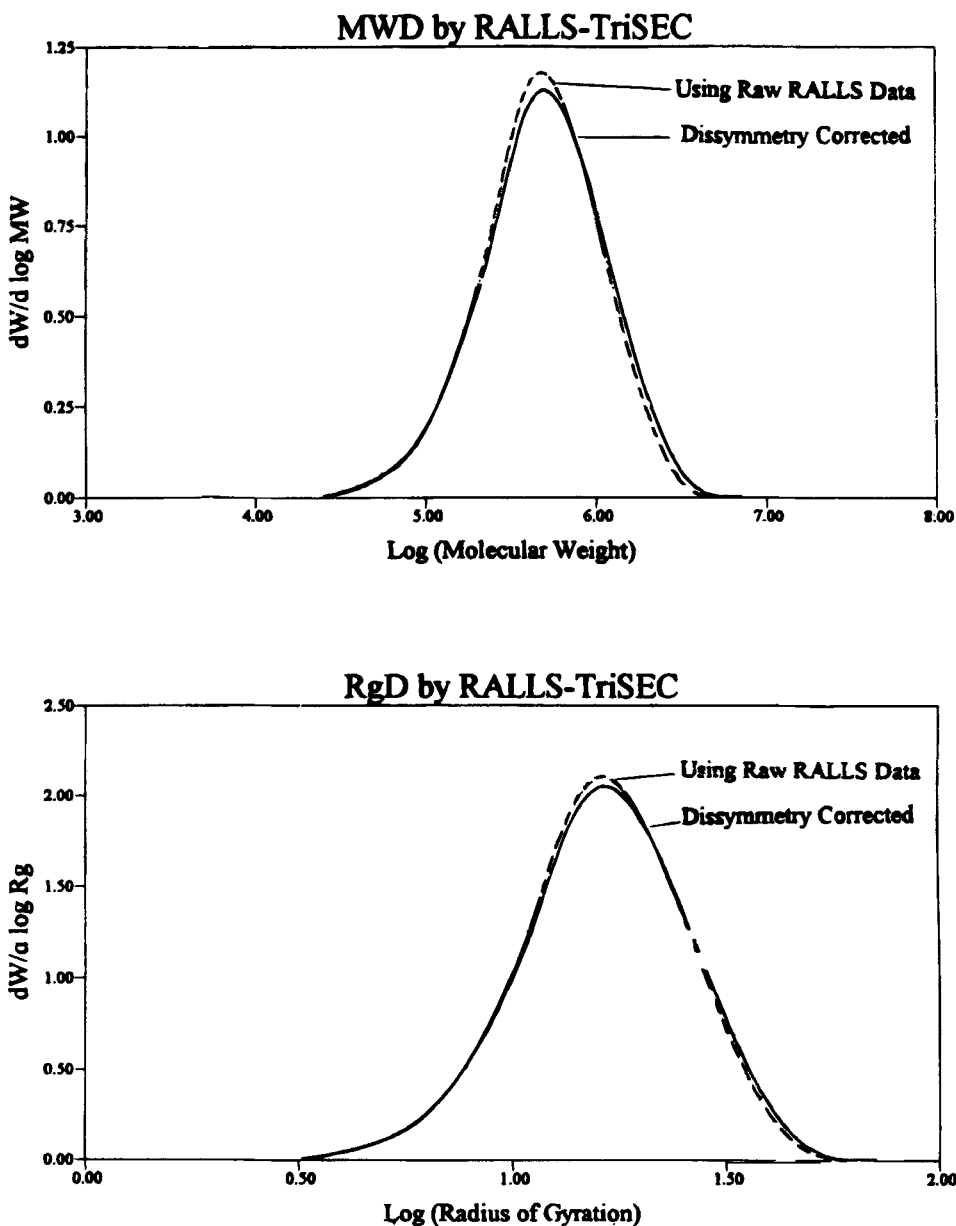 MWD by RALLS-TriSEC
1.25
1.00
0.75
0.50
0.25
0.00
dW/d log MW
Using Raw RALLS Data
Dissymmetry Corrected
3.00 4.00 5.00 6.00 7.00 8.00
Log (Molecular Weight)
RgD by RALLS-TriSEC
2.50
2.00
1.50
1.00
0.50
0.00
dW/d log Rg
Using Raw RALLS Data
Dissymmetry Corrected
0.00 0.50 1.00 1.50 2.00
Log (Radius of Gyration)